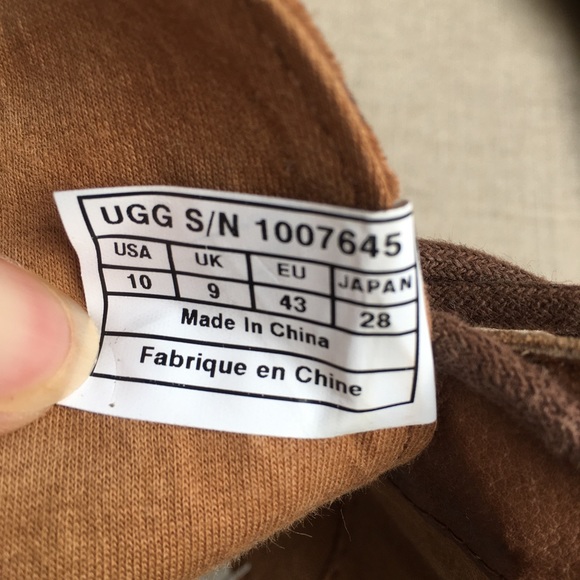 UGG S/N 1007645
USA UK EU JAPAN
10 9 43 28
Made In China
Fabrique en Chine